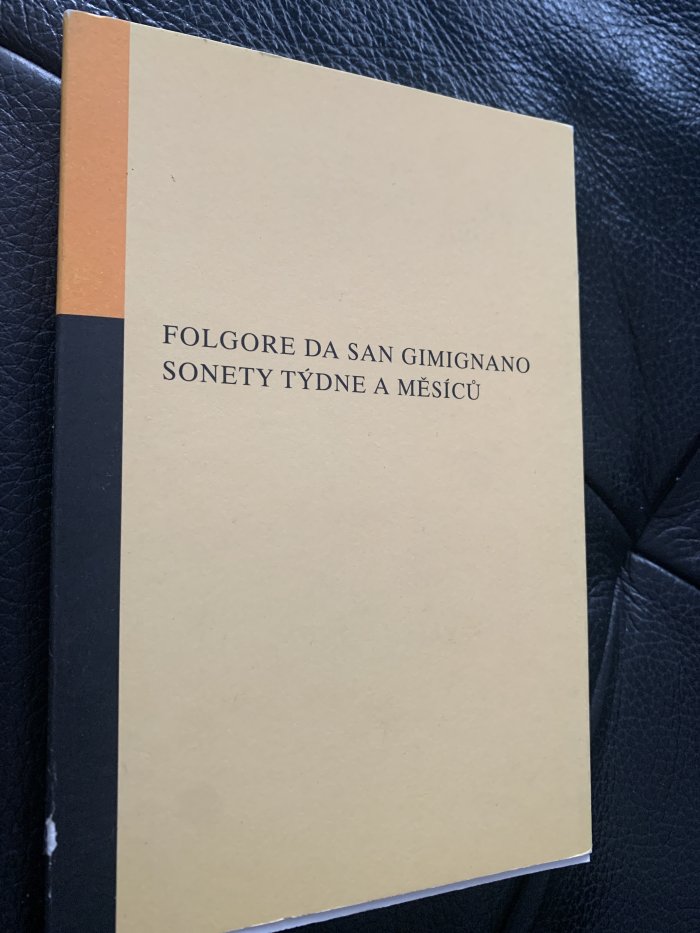 FOLGORE DA SAN GIMIGNANO
SONETY TÝDNE A MĚSÍCŮ